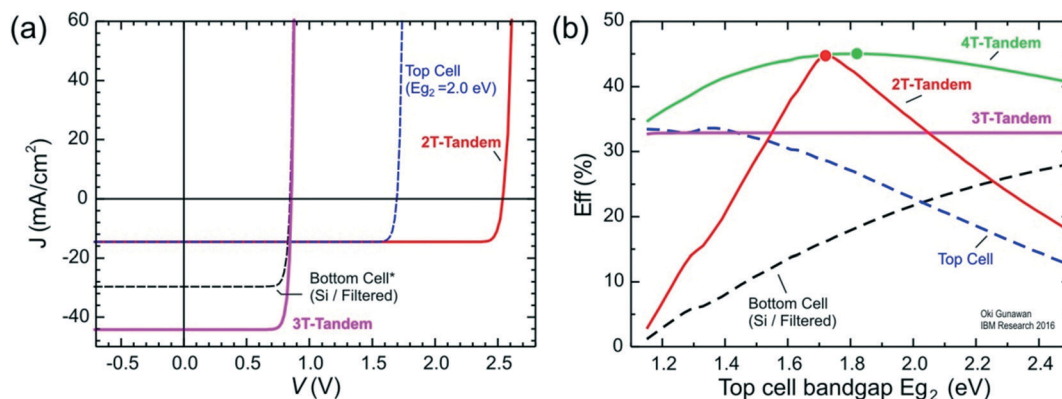 (a)
60
40
20
0
-20
-40
J (mA/cm²)
Top Cell
(Eg₂ =2.0 eV)
2T-Tandem
Bottom Cell*
(Si / Filtered)
3T-Tandem
-0.5 0.0 0.5 1.0 1.5 2.0 2.5
V (V)
(b)
50
40
30
20
10
0
Eff (%)
4T-Tandem
2T-Tandem
3T-Tandem
Top Cell
Bottom Cell
(Si / Filtered)
Oki Gunawan
IBM Research 2016
1.2 1.4 1.6 1.8 2.0 2.2 2.4
Top cell bandgap Eg₂ (eV)